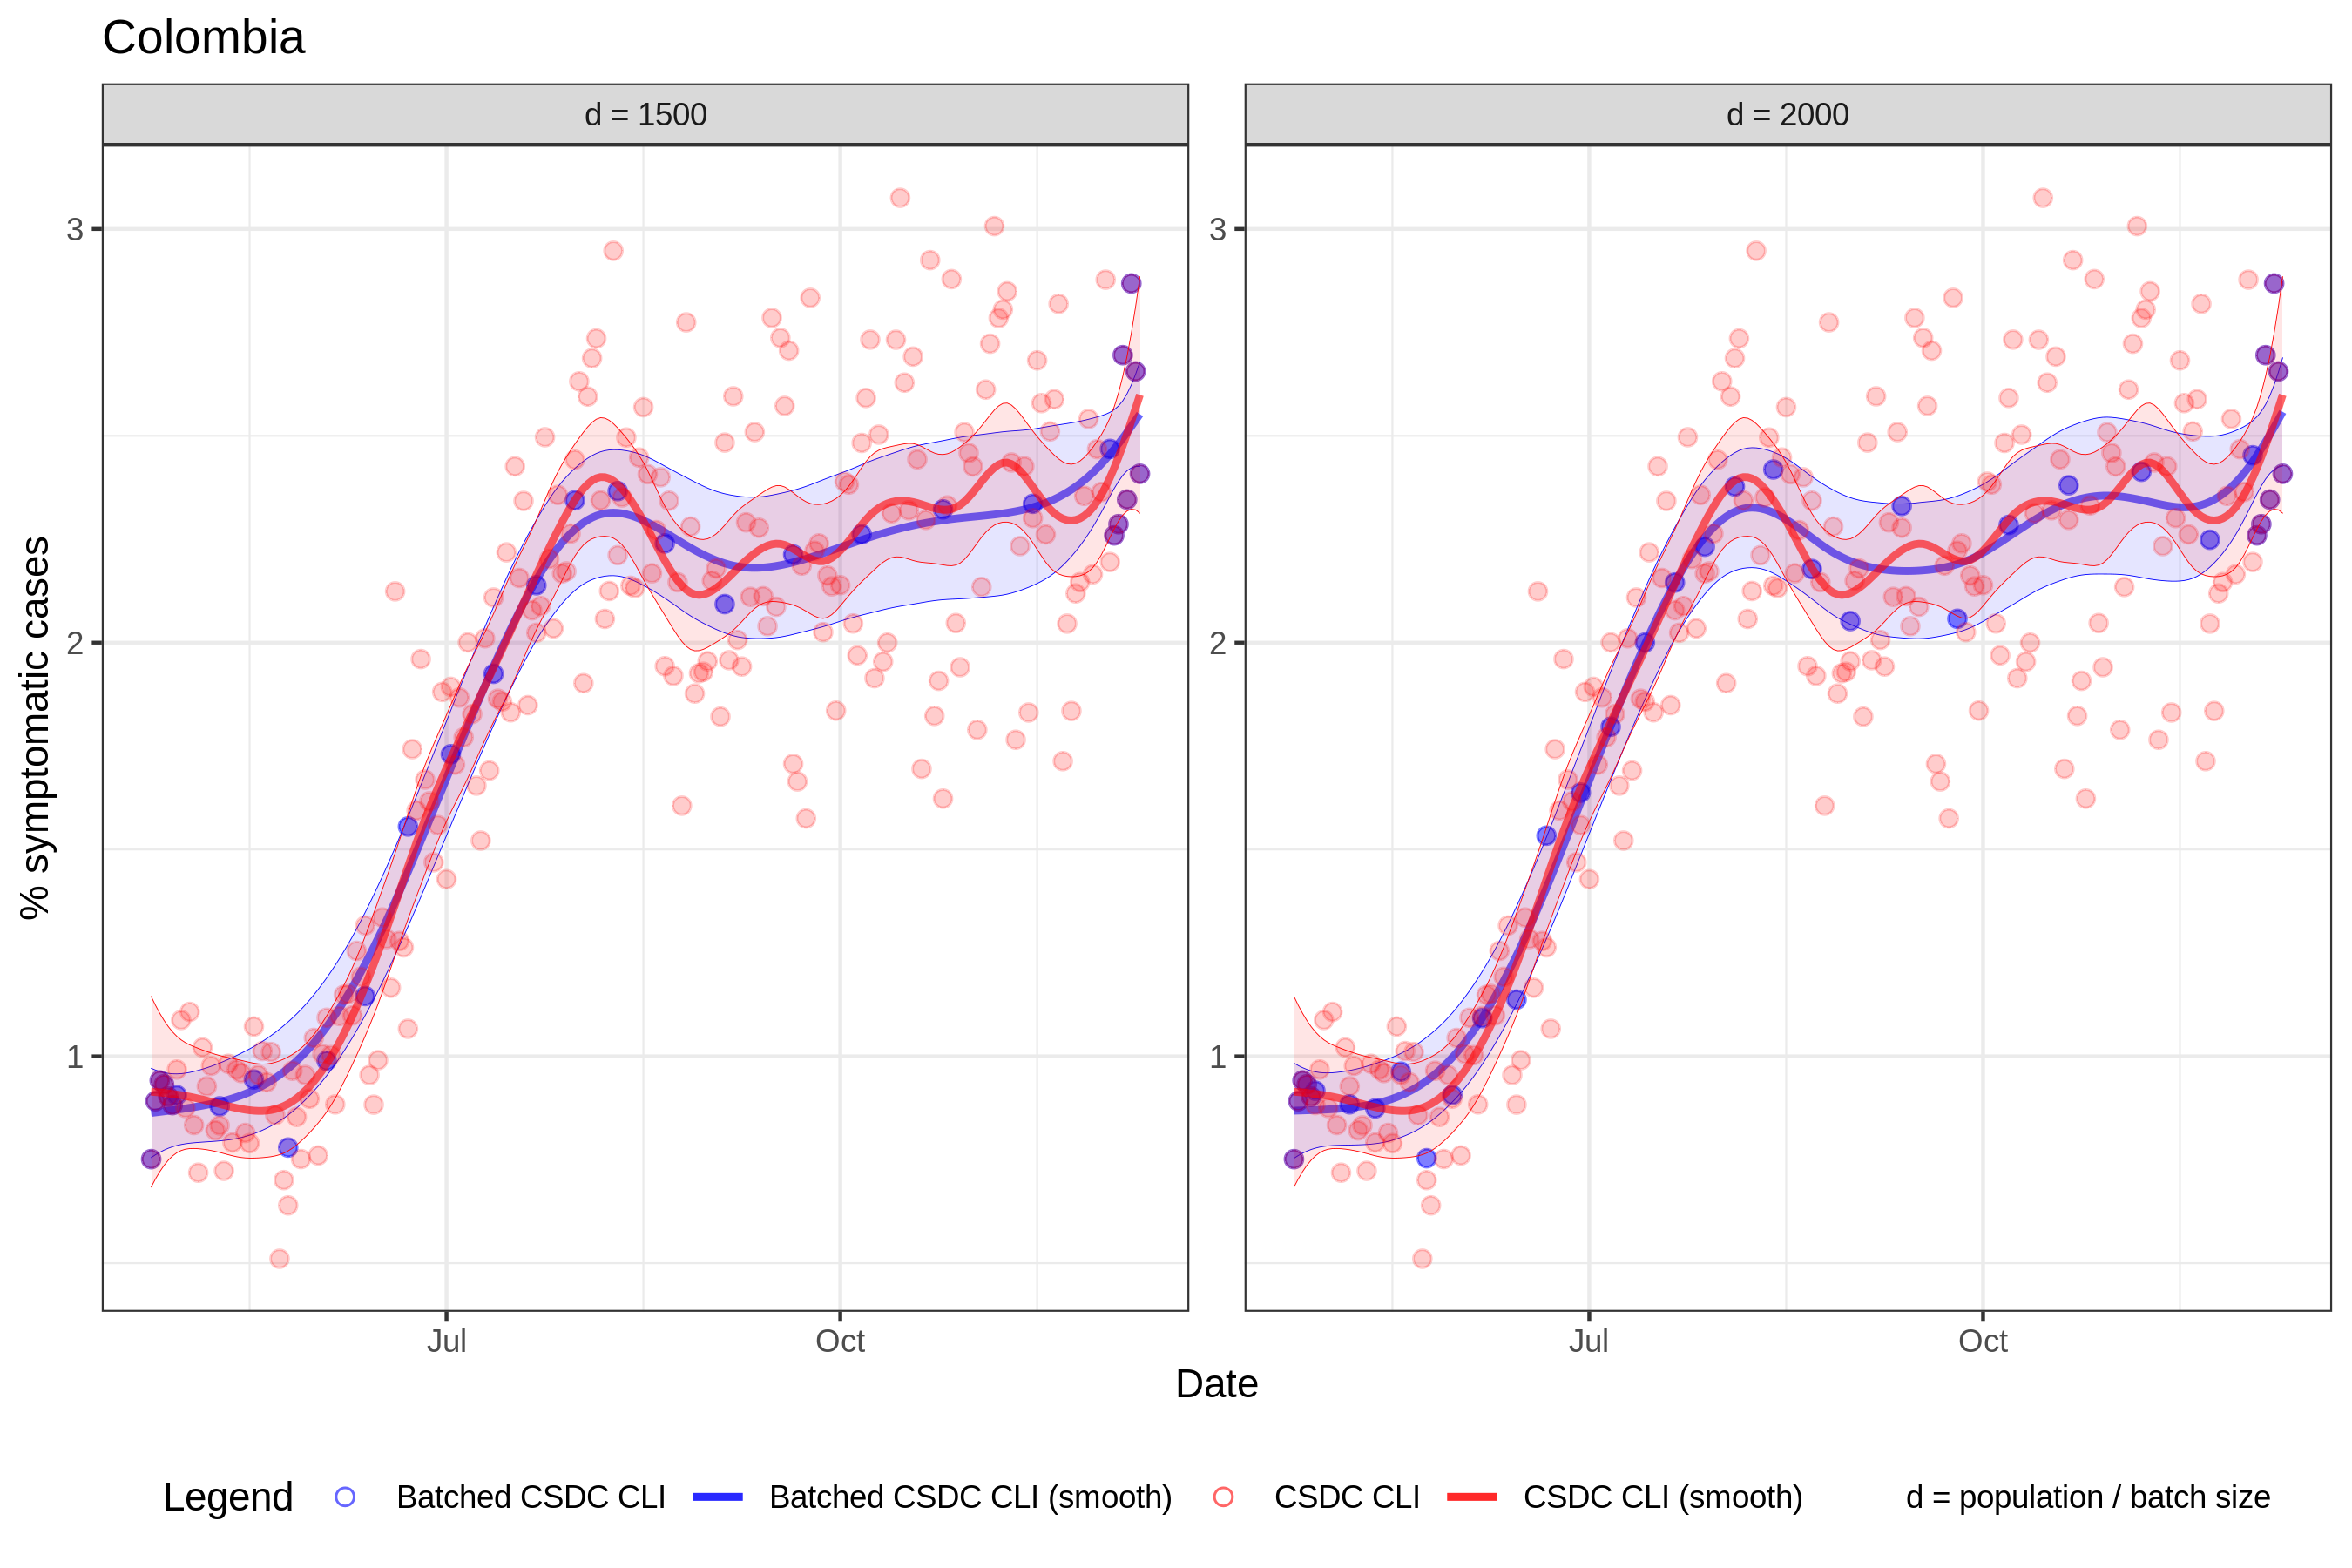 Colombia
d = 1500
d = 2000
% symptomatic cases
3
2
1
3
2
1
Jul
Oct
Jul
Oct
Date
Legend
Batched CSDC CLI
Batched CSDC CLI (smooth)
CSDC CLI
CSDC CLI (smooth)
d = population / batch size